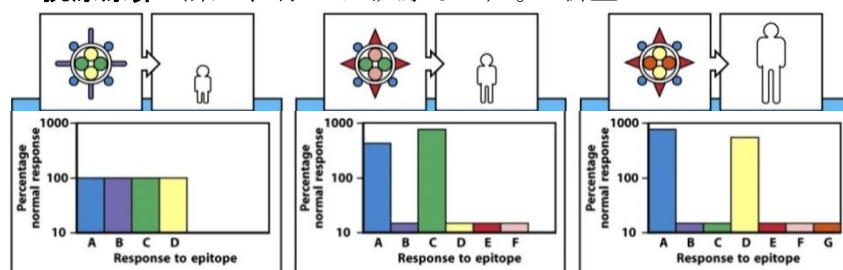 1000
100
10
Percentage
normal response
A B C D
Response to epitope
1000
100
10
Percentage
normal response
A B C D E F
Response to epitope
1000
100
10
Percentage
normal response
A B C D E F G
Response to epitope